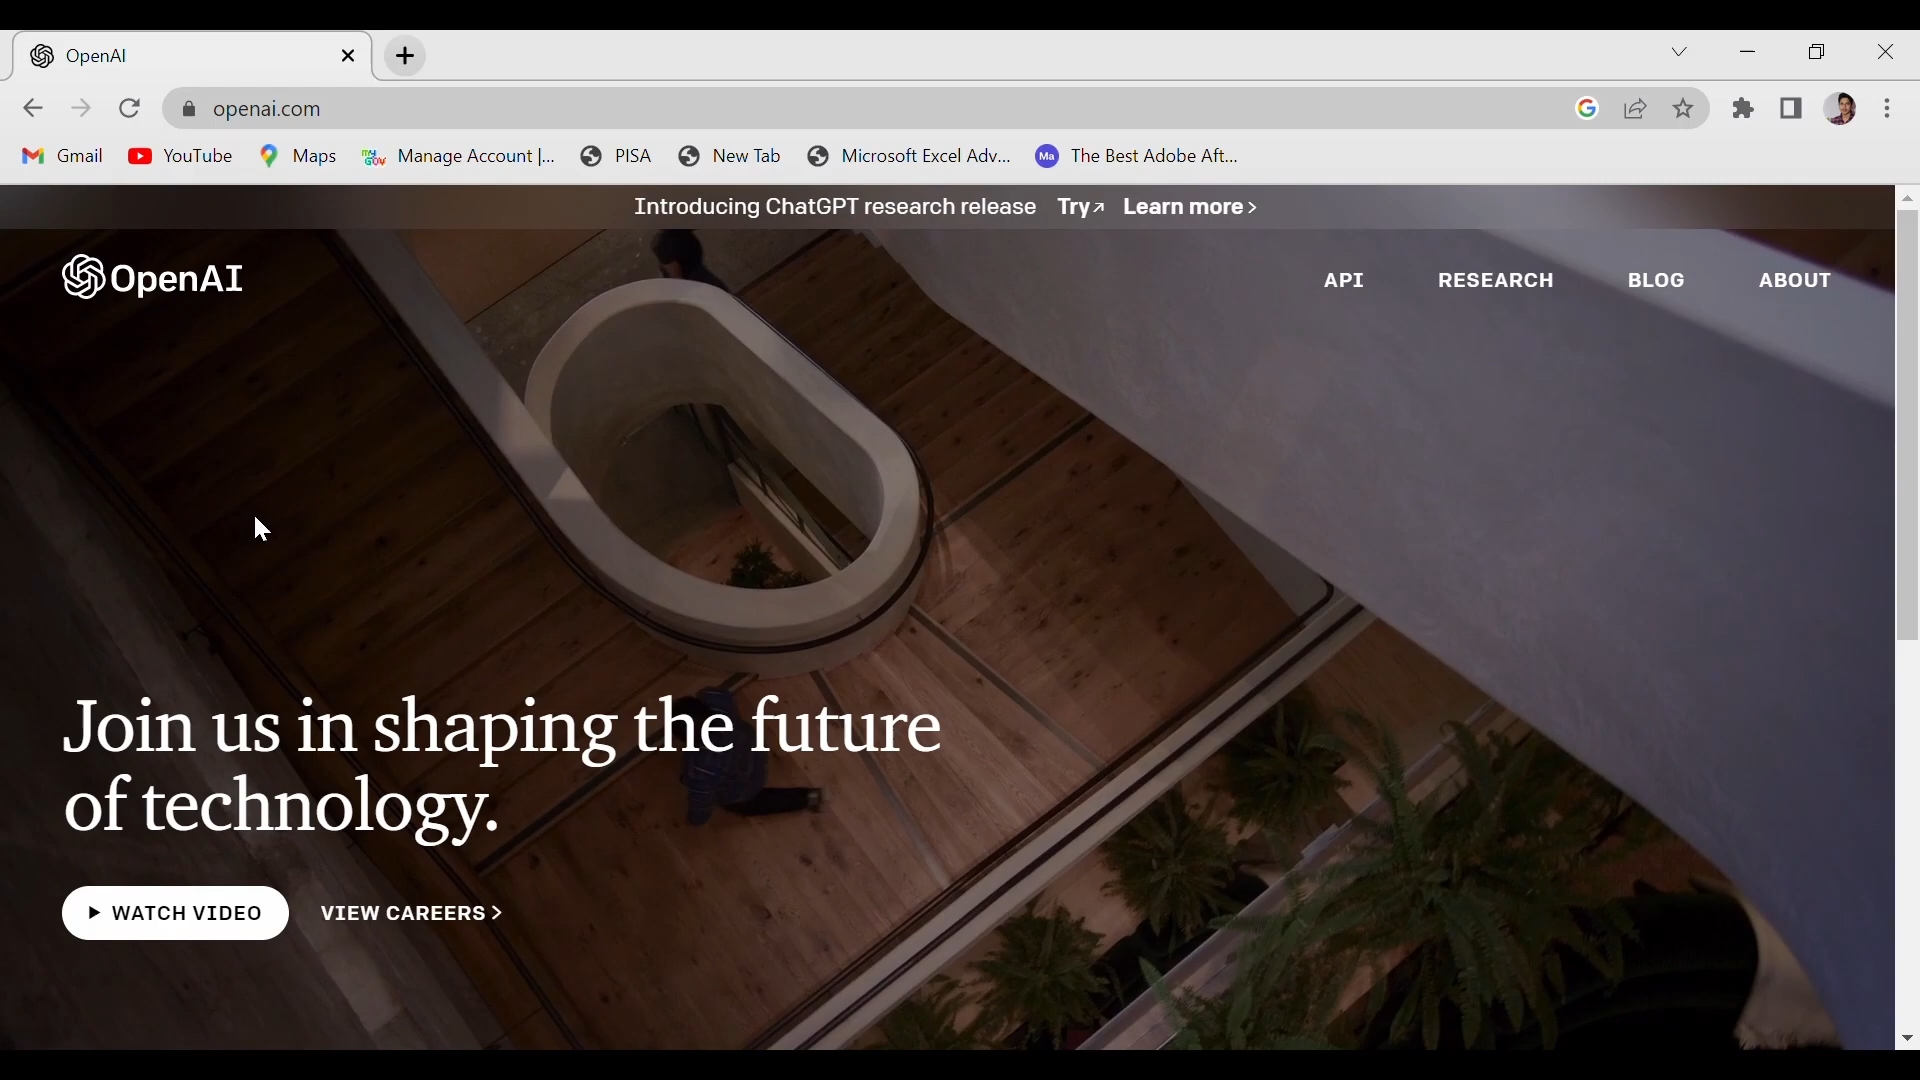 OpenAI
openai.com
Gmail YouTube Maps Manage Account |... PISA New Tab Microsoft Excel Adv... Ma The Best Adobe Aft...
Introducing ChatGPT research release Try Learn more
OpenAI API RESEARCH BLOG ABOUT
Join us in shaping the future
of technology.
WATCH VIDEO VIEW CAREERS